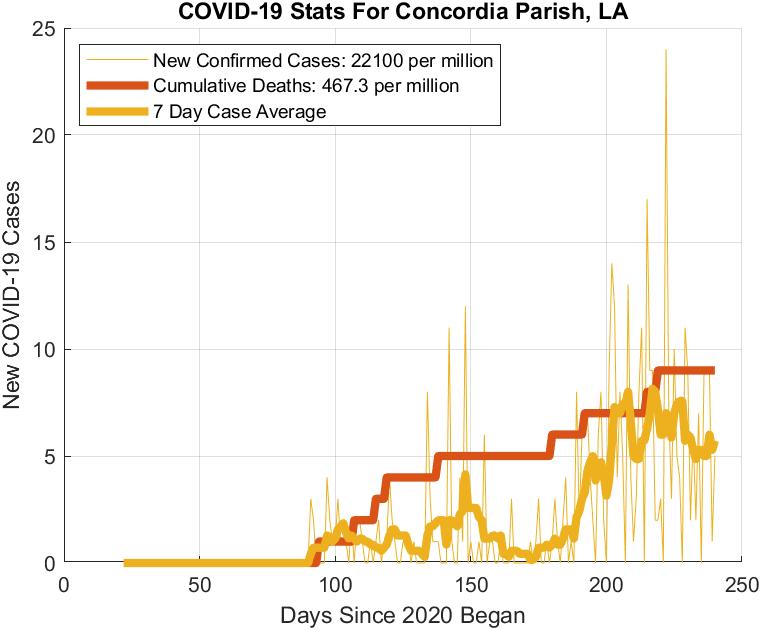 COVID-19 Stats For Concordia Parish, LA
New Confirmed Cases: 22100 per million
Cumulative Deaths: 467.3 per million
7 Day Case Average
New COVID-19 Cases
25
20
15
10
5
0
0 50 100 150 200 250
Days Since 2020 Began